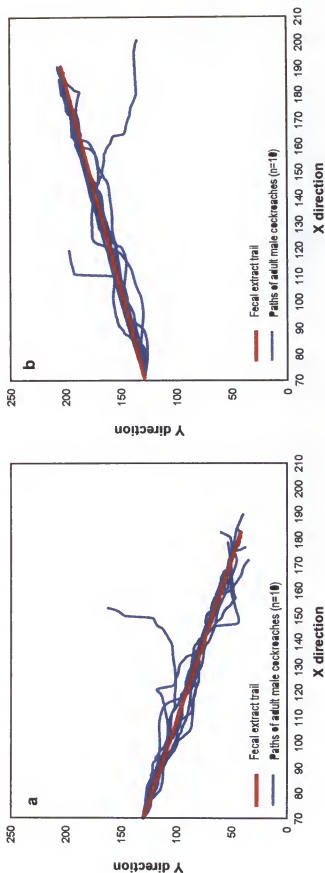 a
250
200
150
100
50
0
Y direction
Fecal extract trail
Paths of adult male cockroaches (n=10)
70 80 90 100 110 120 130 140 150 160 170 180 190 200 210
X direction
b
250
200
150
100
50
0
Y direction
Fecal extract trail
Paths of adult male cockroaches (n=10)
70 80 90 100 110 120 130 140 150 160 170 180 190 200 210
X direction